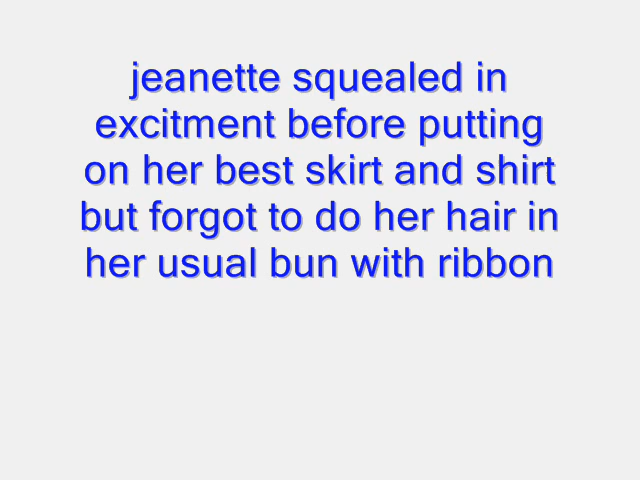 jeanette squealed in
excitment before putting
on her best skirt and shirt
but forgot to do her hair in
her usual bun with ribbon